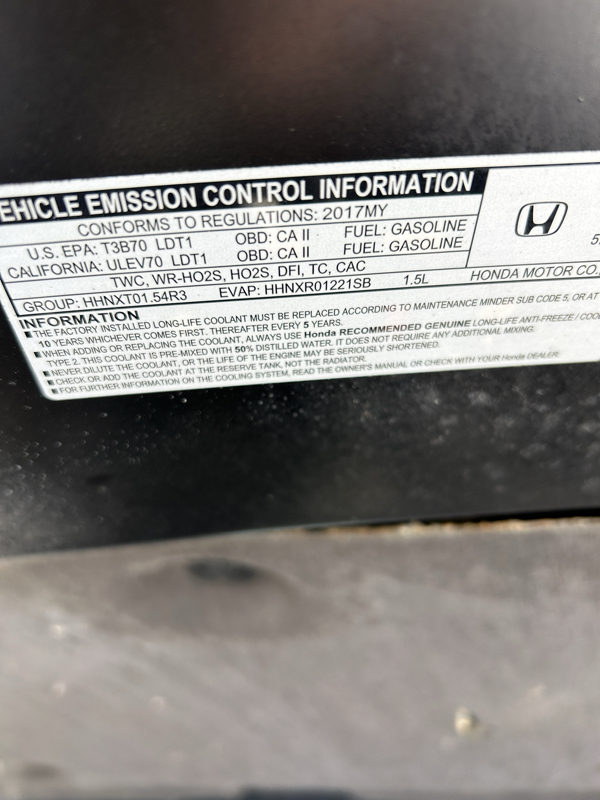 EHICLE EMISSION CONTROL INFORMATION
CONFORMS TO REGULATIONS: 2017MY
U.S. EPA: T3B70 LDT1 OBD: CA II FUEL: GASOLINE
CALIFORNIA: ULEV70 LDT1 OBD: CA II FUEL: GASOLINE
TWC, WR-HO2S, HO2S, DFI, TC, CAC
GROUP: HHNXT01.54R3 EVAP: HHNXR01221SB 1.5L
HONDA MOTOR CO.,
INFORMATION
■THE FACTORY INSTALLED LONG-LIFE COOLANT MUST BE REPLACED ACCORDING TO MAINTENANCE MINDER SUB CODE 5, OR AT
10 YEARS WHICHEVER COMES FIRST. THEREAFTER EVERY 5 YEARS.
■WHEN ADDING OR REPLACING THE COOLANT, ALWAYS USE Honda RECOMMENDED GENUINE LONG-LIFE ANTI-FREEZE / COO
TYPE 2. THIS COOLANT IS PRE-MIXED WITH 50% DISTILLED WATER. IT DOES NOT REQUIRE ANY ADDITIONAL MIXING.
■NEVER DILUTE THE COOLANT, OR THE LIFE OF THE ENGINE MAY BE SERIOUSLY SHORTENED.
■CHECK OR ADD THE COOLANT AT THE RESERVE TANK, NOT THE RADIATOR.
■FOR FURTHER INFORMATION ON THE COOLING SYSTEM, READ THE OWNER'S MANUAL OR CHECK WITH YOUR Honda DEALER.